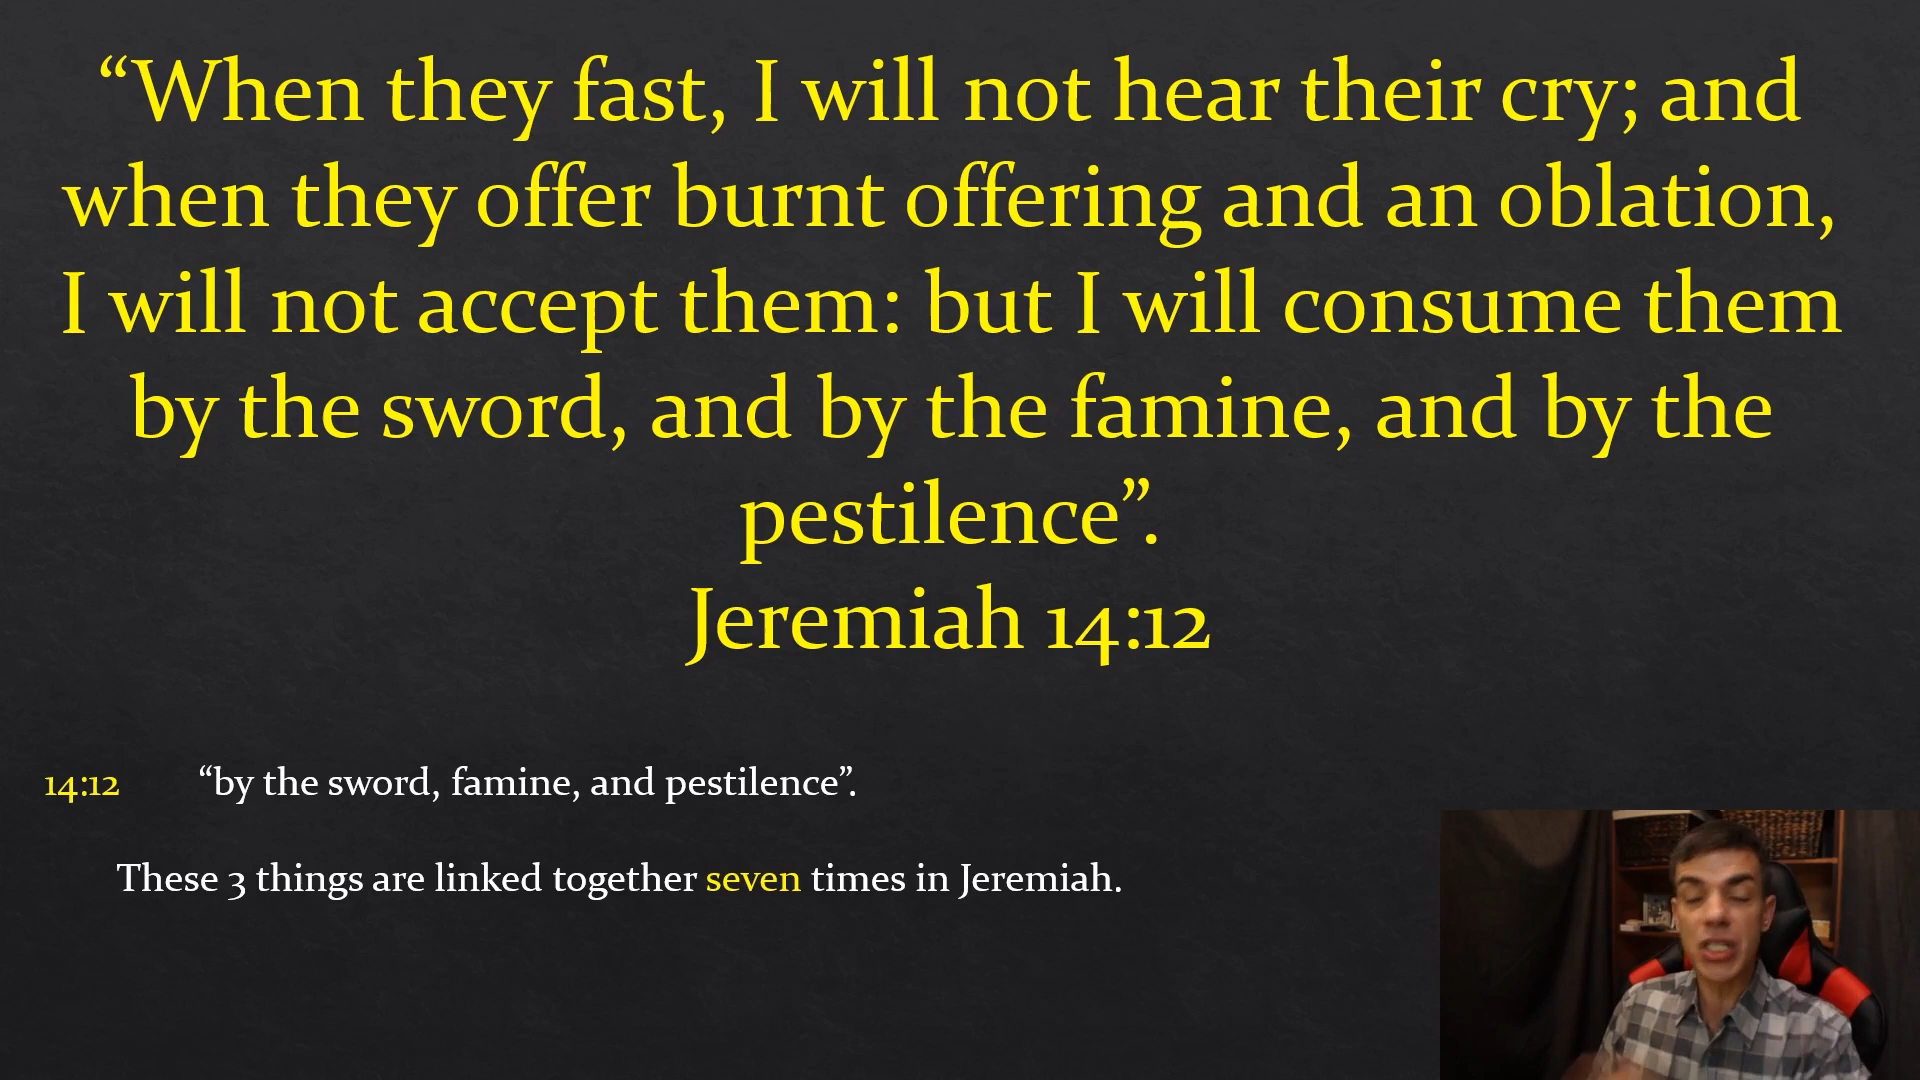 “When they fast, I will not hear their cry; and
when they offer burnt offering and an oblation,
I will not accept them: but I will consume them
by the sword, and by the famine, and by the
pestilence”.
Jeremiah 14:12
14:12 “by the sword, famine, and pestilence”.
These 3 things are linked together seven times in Jeremiah.